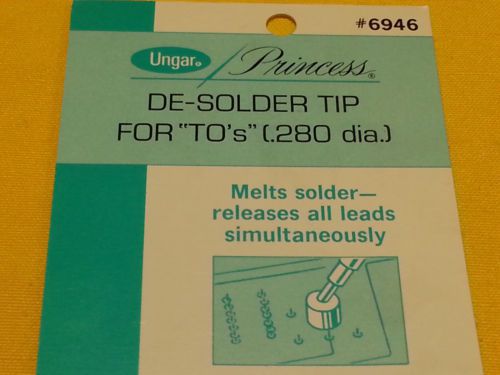 #6946
Ungar® Princess®
DE-SOLDER TIP
FOR "TO's" (.280 dia.)
Melts solder—
releases all leads
simultaneously